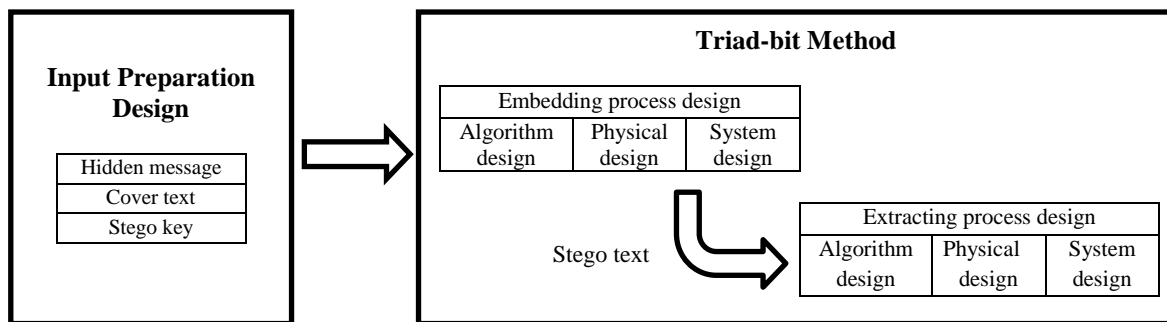 Input Preparation
Design
Hidden message
Cover text
Stego key
Triad-bit Method
Embedding process design
Algorithm design
Physical design
System design
Stego text
Extracting process design
Algorithm design
Physical design
System design